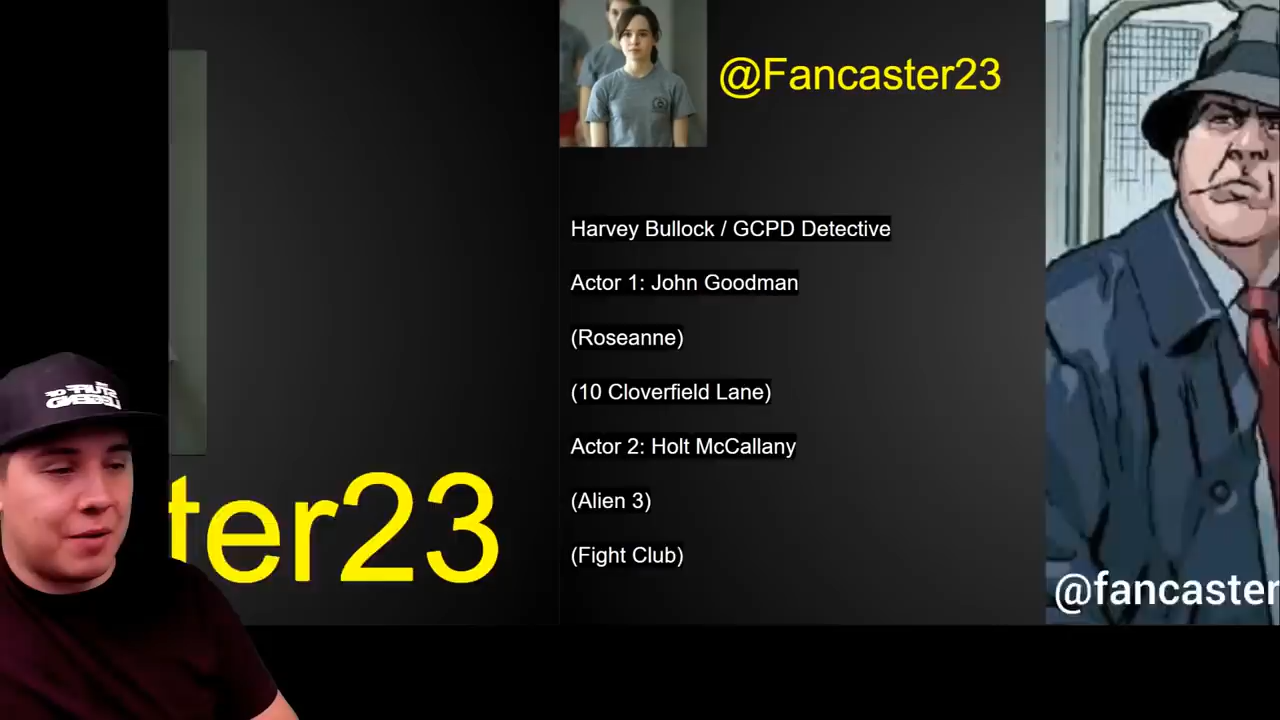 @Fancaster23
Harvey Bullock / GCPD Detective
Actor 1: John Goodman
(Roseanne)
(10 Cloverfield Lane)
Actor 2: Holt McCallany
(Alien 3)
(Fight Club)
ter23
@fancaster